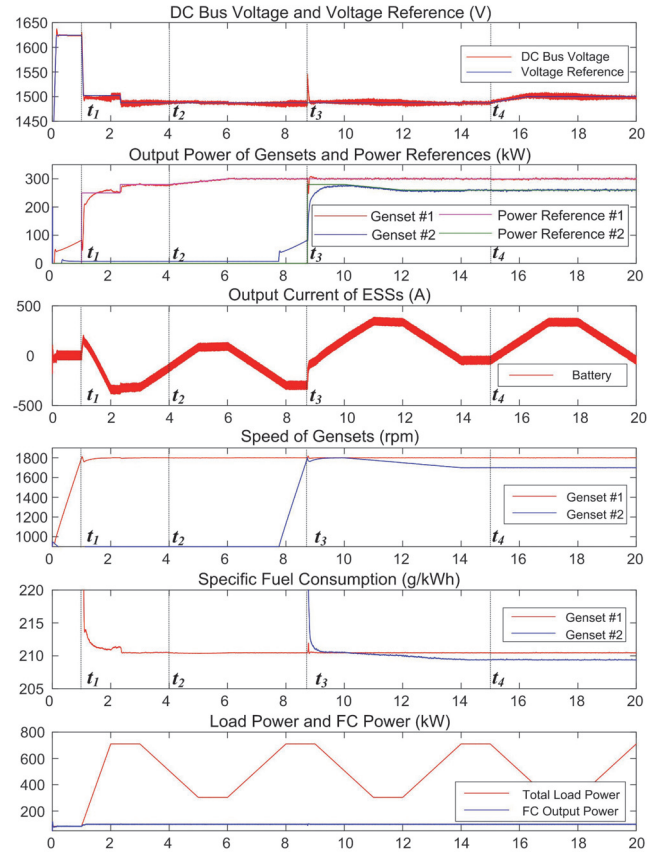 DC Bus Voltage and Voltage Reference (V)
1650
1600
1550
1500
1450
DC Bus Voltage
Voltage Reference
t1 t2 t3 t4
0 2 4 6 8 10 12 14 16 18 20
Output Power of Gensets and Power References (kW)
300
200
100
0
Genset #1 Power Reference #1
Genset #2 Power Reference #2
t1 t2 t3 t4
0 2 4 6 8 10 12 14 16 18 20
Output Current of ESSs (A)
500
0
-500
Battery
t1 t2 t3 t4
0 2 4 6 8 10 12 14 16 18 20
Speed of Gensets (rpm)
1800
1600
1400
1200
1000
Genset #1
Genset #2
t1 t2 t3 t4
0 2 4 6 8 10 12 14 16 18 20
Specific Fuel Consumption (g/kWh)
220
215
210
205
Genset #1
Genset #2
t1 t2 t3 t4
0 2 4 6 8 10 12 14 16 18 20
Load Power and FC Power (kW)
800
600
400
200
Total Load Power
FC Output Power
0 2 4 6 8 10 12 14 16 18 20